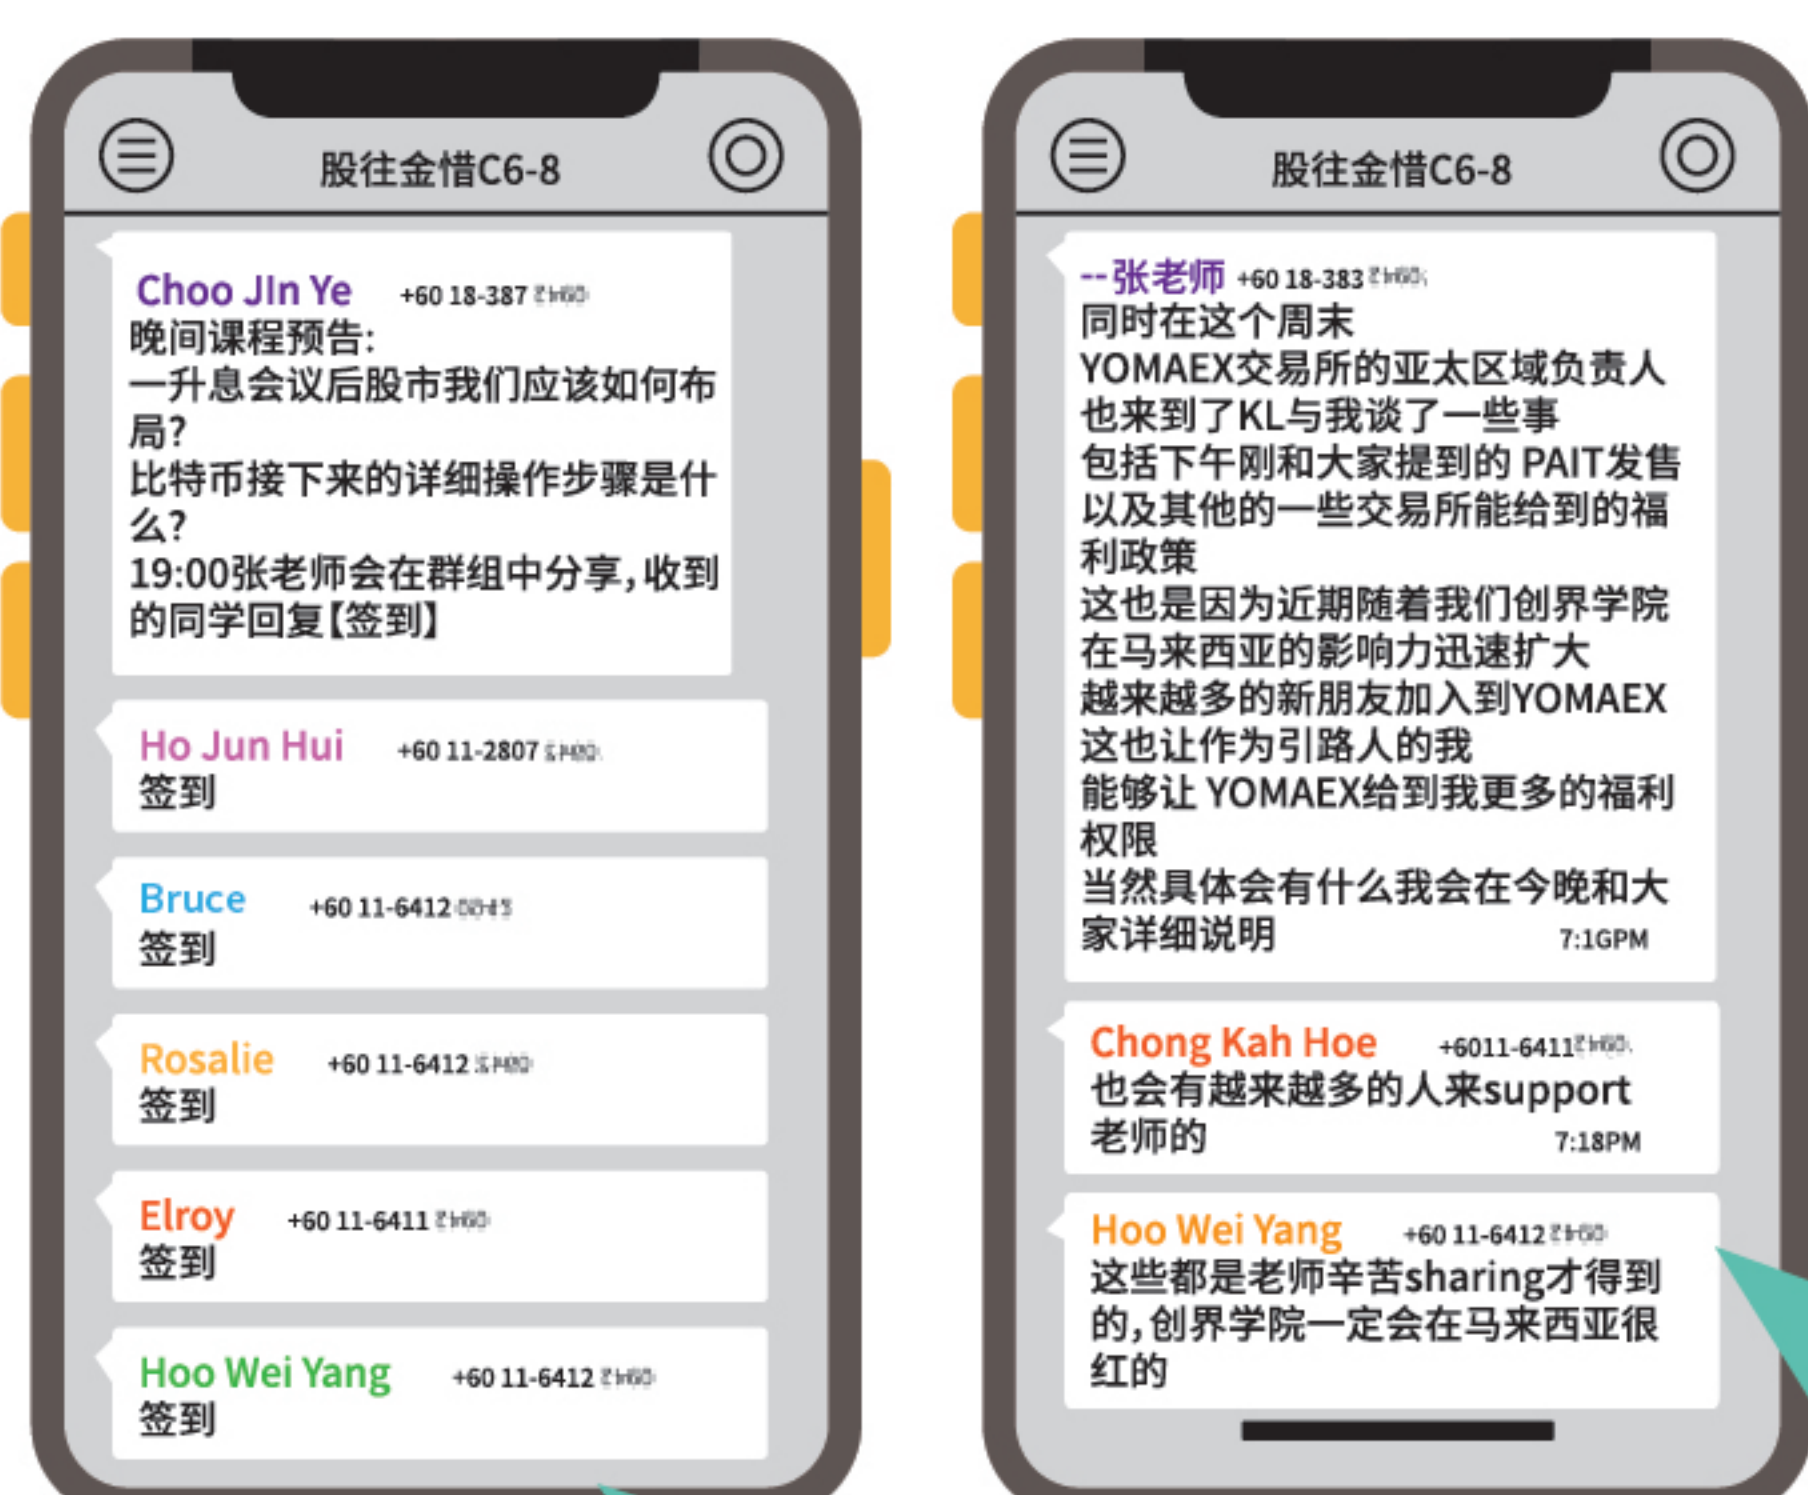 股往金惜C6-8
Choo JIn Ye +60 18-387
晚间课程预告:
一升息会议后股市我们应该如何布
局?
比特币接下来的详细操作步骤是什
么?
19:00张老师会在群组中分享,收到
的同学回复【签到】
Ho Jun Hui +60 11-2807
签到
Bruce +60 11-6412
签到
Rosalie +60 11-6412
签到
Elroy +60 11-6411
签到
Hoo Wei Yang +60 11-6412
签到
股往金惜C6-8
--张老师 +60 18-383
同时在这个周末
YOMAEX交易所的亚太区域负责人
也来到了KL与我谈了一些事
包括下午刚和大家提到的 PAIT发售
以及其他的一些交易所能给到的福
利政策
这也是因为近期随着我们创界学院
在马来西亚的影响力迅速扩大
越来越多的新朋友加入到YOMAEX
这也让作为引路人的我
能够让 YOMAEX给到我更多的福利
权限
当然具体会有什么我会在今晚和大
家详细说明 7:1GPM
Chong Kah Hoe +6011-6411
也会有越来越多的人来support
老师的 7:18PM
Hoo Wei Yang +60 11-6412
这些都是老师辛苦sharing才得到
的,创界学院一定会在马来西亚很
红的